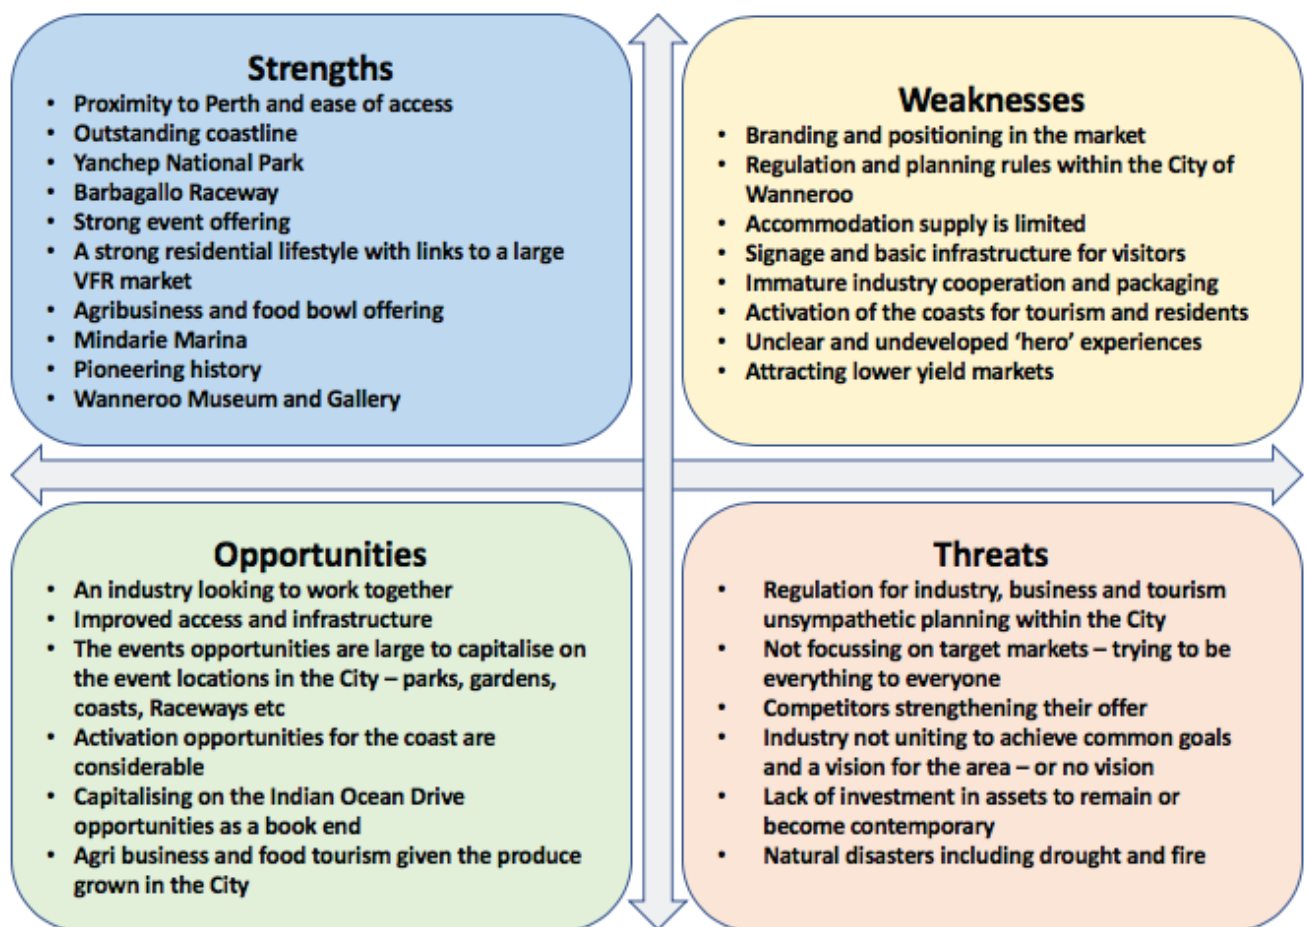 Strengths
• Proximity to Perth and ease of access
• Outstanding coastline
• Yanchep National Park
• Barbagallo Raceway
• Strong event offering
• A strong residential lifestyle with links to a large
VFR market
• Agribusiness and food bowl offering
• Mindarie Marina
• Pioneering history
• Wanneroo Museum and Gallery
Weaknesses
• Branding and positioning in the market
• Regulation and planning rules within the City of
Wanneroo
• Accommodation supply is limited
• Signage and basic infrastructure for visitors
• Immature industry cooperation and packaging
• Activation of the coasts for tourism and residents
• Unclear and undeveloped ‘hero’ experiences
• Attracting lower yield markets
Opportunities
• An industry looking to work together
• Improved access and infrastructure
• The events opportunities are large to capitalise on
the event locations in the City – parks, gardens,
coasts, Raceways etc
• Activation opportunities for the coast are
considerable
• Capitalising on the Indian Ocean Drive
opportunities as a book end
• Agri business and food tourism given the produce
grown in the City
Threats
• Regulation for industry, business and tourism
unsympathetic planning within the City
• Not focussing on target markets – trying to be
everything to everyone
• Competitors strengthening their offer
• Industry not uniting to achieve common goals
and a vision for the area – or no vision
• Lack of investment in assets to remain or
become contemporary
• Natural disasters including drought and fire